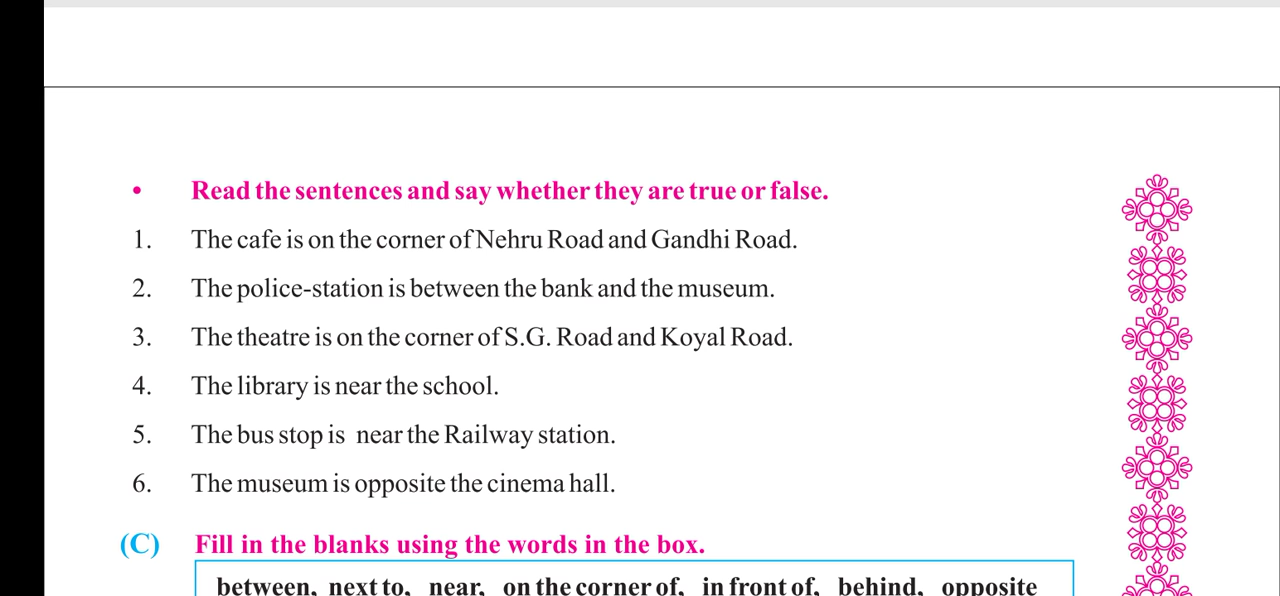 • Read the sentences and say whether they are true or false.
1. The cafe is on the corner of Nehru Road and Gandhi Road.
2. The police-station is between the bank and the museum.
3. The theatre is on the corner of S.G. Road and Koyal Road.
4. The library is near the school.
5. The bus stop is near the Railway station.
6. The museum is opposite the cinema hall.
(C) Fill in the blanks using the words in the box.
between, next to, near, on the corner of, in front of, behind, opposite